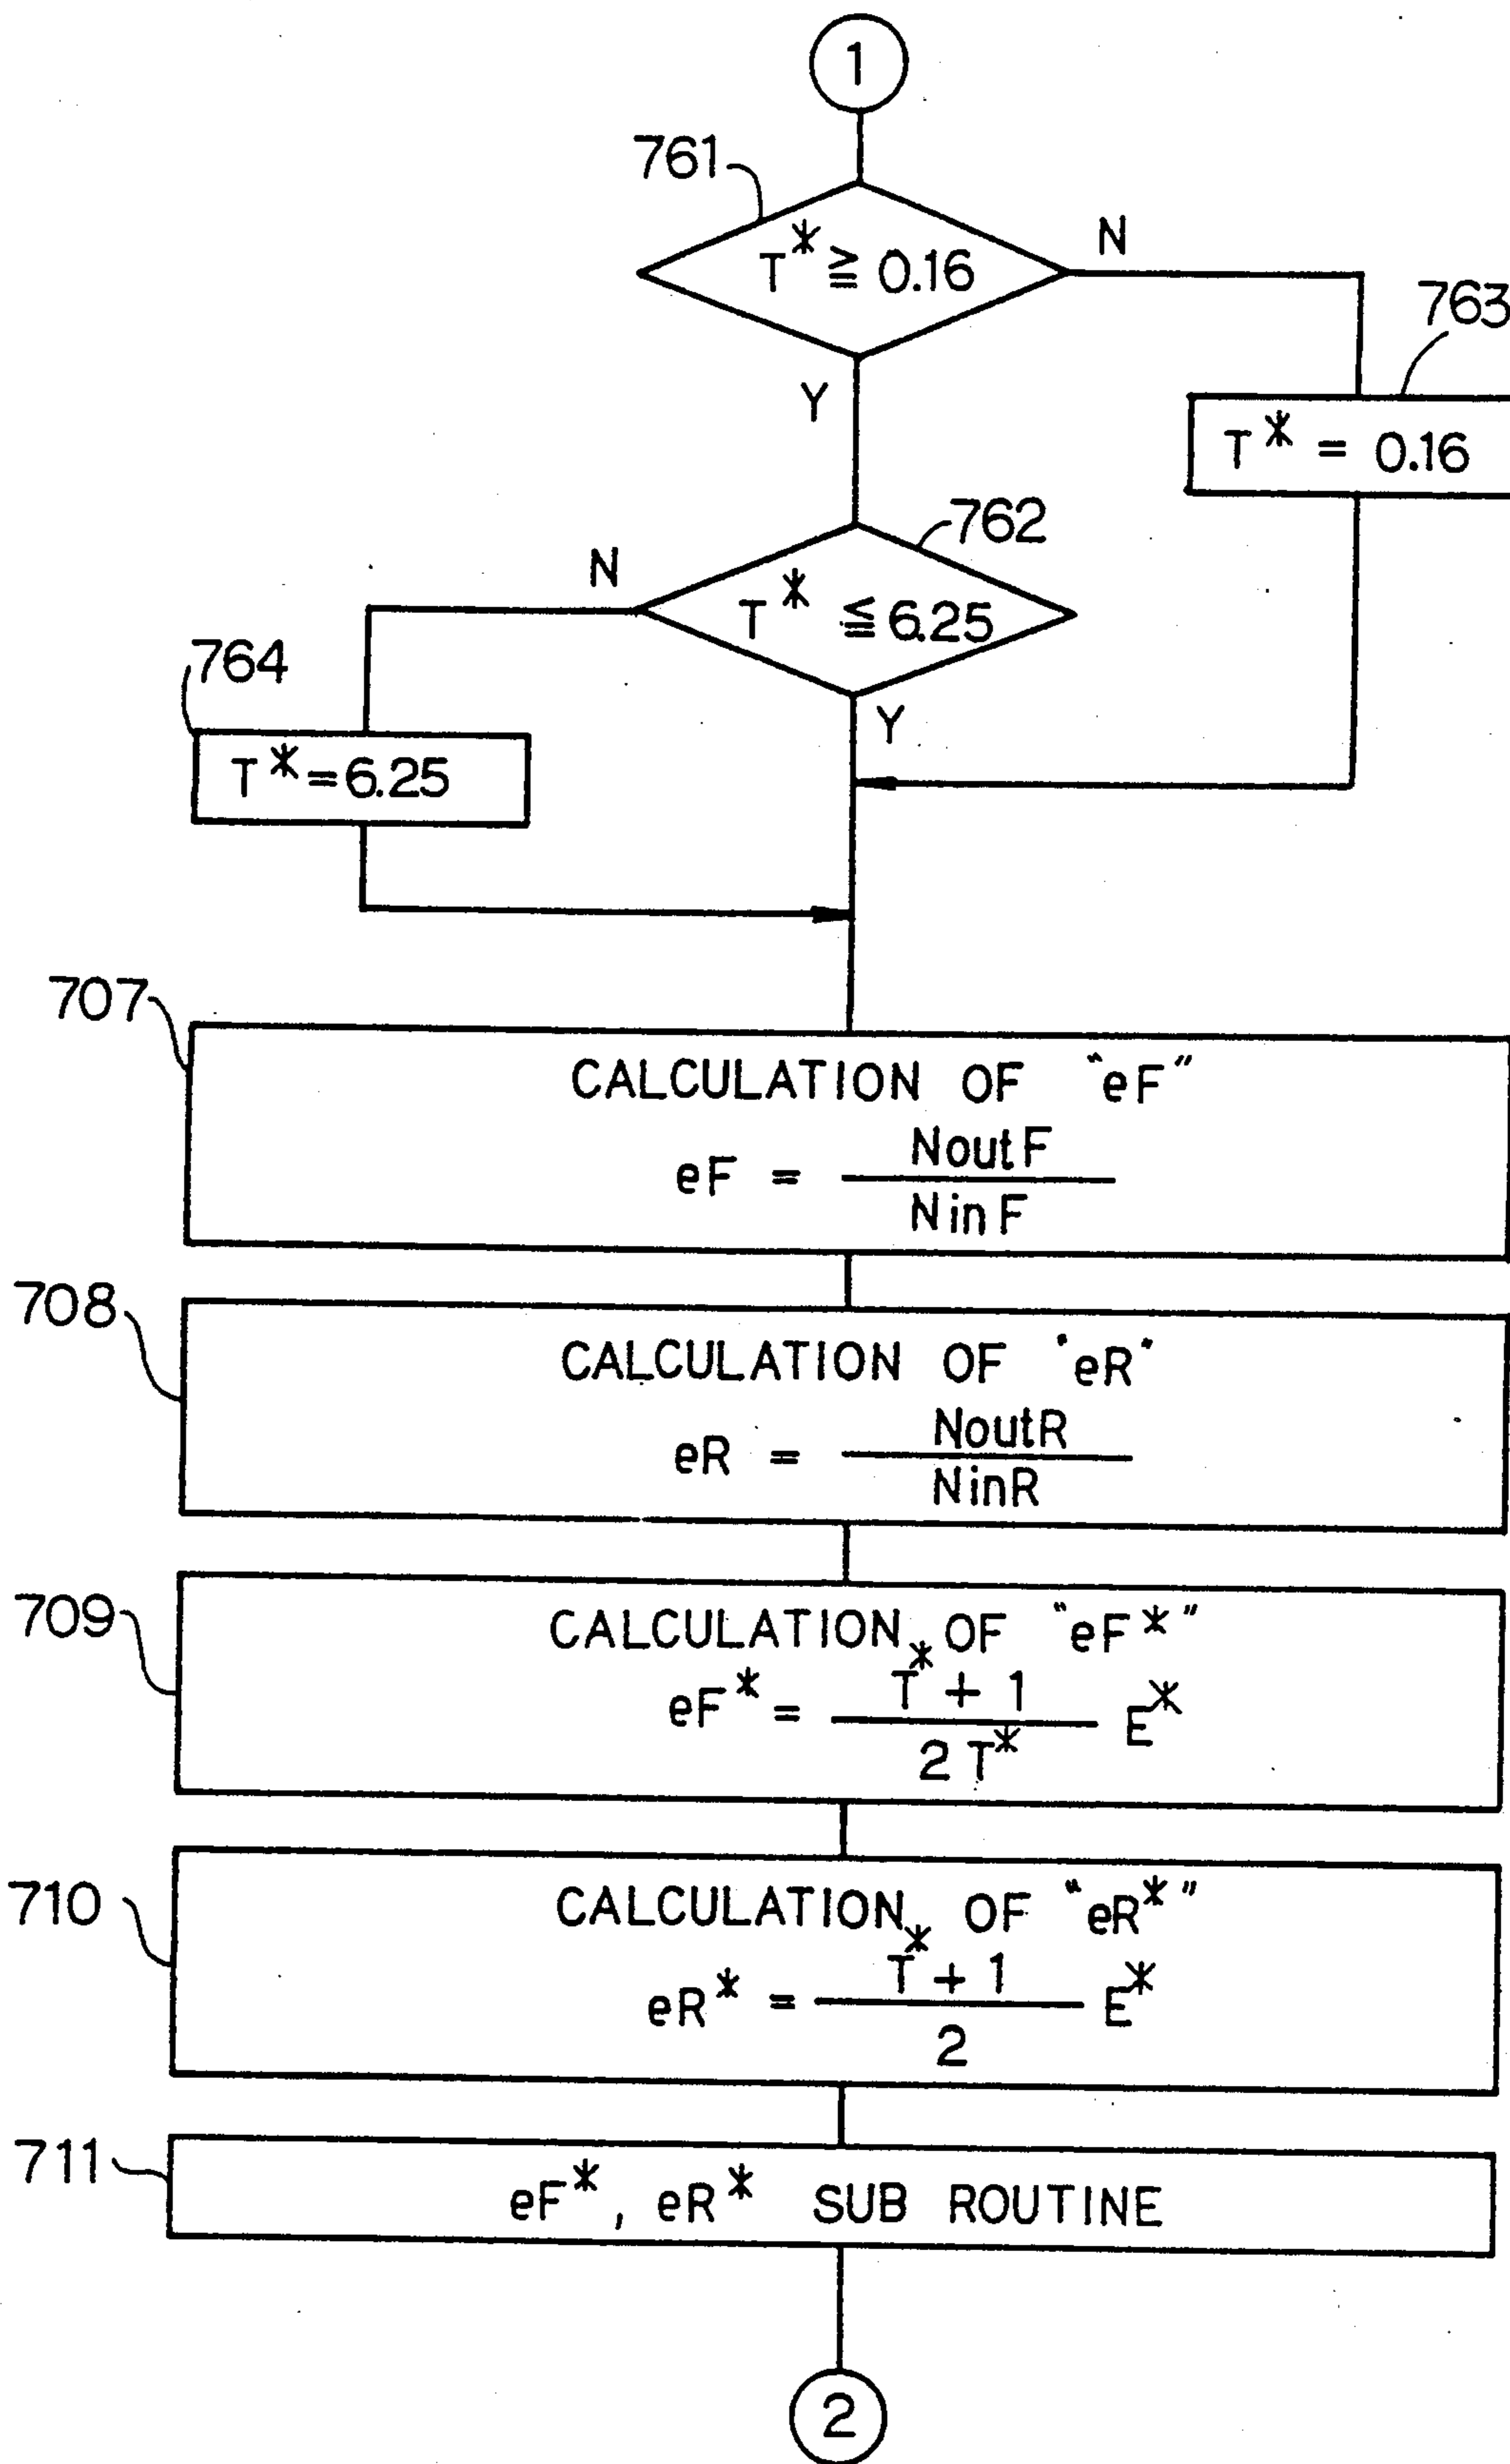 1
761
T* ≧ 0.16
N
763
Y
T* = 0.16
762
N
T* ≦ 6.25
764
Y
T* = 6.25
707
CALCULATION OF "eF"
eF = NoutF / NinF
708
CALCULATION OF "eR"
eR = NoutR / NinR
709
CALCULATION OF "eF*"
eF* = T* + 1 / 2T* E*
710
CALCULATION OF "eR*"
eR* = T* + 1 / 2 E*
711
eF*, eR* SUB ROUTINE
2